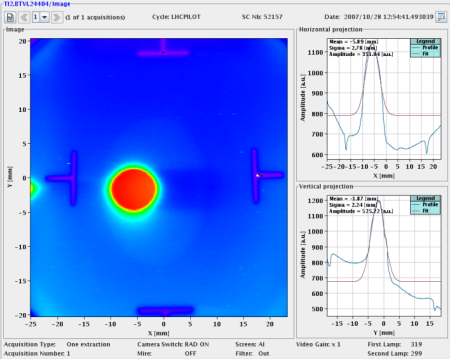 TI2.BTVI.24404/Image
1 (1 of 1 acquisitions) Cycle: LHCPILOT SC No: 52157 Date: 2007/10/28 12:54:41.493039
Image
20
15
10
5
0
-5
-10
-15
-20
Y [mm]
-25 -20 -15 -10 -5 0 5 10 15 20
X [mm]
Horizontal projection
Mean = -5.89 [mm]
Sigma = 2.78 [mm]
Amplitude = 351.64 [a.u.]
Legend
Profile
Fit
1100
1000
900
800
700
600
Amplitude [a.u.]
-25 -20 -15 -10 -5 0 5 10 15 20
X [mm]
Vertical projection
Mean = -1.87 [mm]
Sigma = 2.24 [mm]
Amplitude = 525.22 [a.u.]
Legend
Profile
Fit
1200
1100
1000
900
800
700
600
500
Amplitude [a.u.]
-20 -15 -10 -5 0 5 10 15
Y [mm]
Acquisition Type: One extraction Camera Switch: RAD ON Screen: Al Video Gain: x 1 First Lamp: 319
Acquisition Number: 1 Mire: OFF Filter: Out Second Lamp: 299